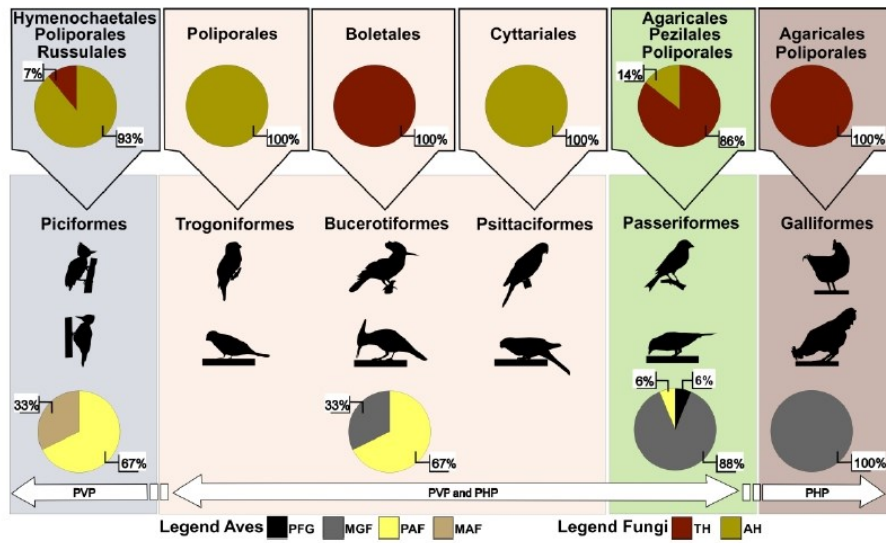 Hymenochaetales
Poliporales
Russulales
7%
93%
Poliporales
100%
Boletales
100%
Cyttariales
100%
Agaricales
Pezilales
Poliporales
14%
86%
Agaricales
Poliporales
100%
Piciformes
Trogoniformes
Bucerotiformes
Psittaciformes
Passeriformes
Galliformes
33%
67%
33%
67%
6%
6%
88%
100%
PVP
PVP and PHP
PHP
Legend Aves PFG MGF PAF MAF
Legend Fungi TH AH